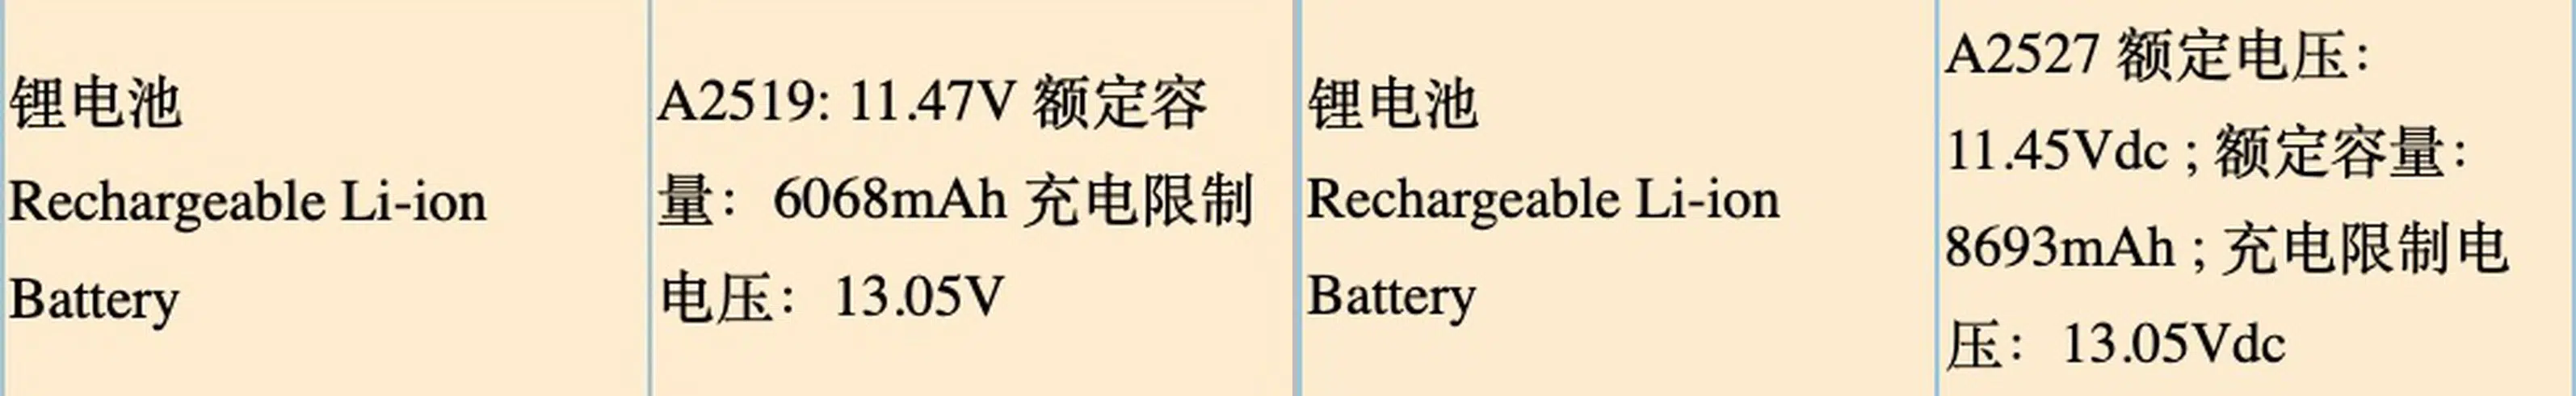 锂电池
Rechargeable Li-ion
Battery
A2519: 11.47V 额定容
量：6068mAh 充电限制
电压：13.05V
锂电池
Rechargeable Li-ion
Battery
A2527 额定电压：
11.45Vdc ; 额定容量：
8693mAh ; 充电限制电
压：13.05Vdc